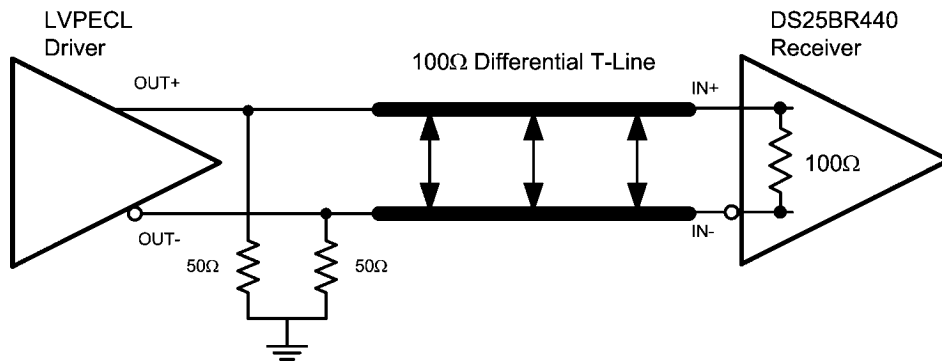 LVPECL
Driver
DS25BR440
Receiver
100Ω Differential T-Line
OUT+
IN+
100Ω
OUT-
IN-
50Ω
50Ω